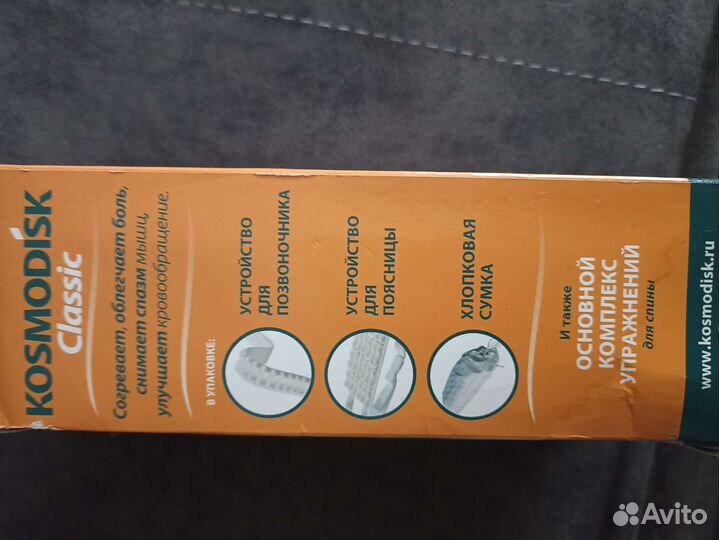 KOSMODISK
Classic
Согревает, облегчает боль,
снимает спазм мышц,
улучшает кровообращение.
В УПАКОВКЕ:
УСТРОЙСТВО
ДЛЯ
ПОЗВОНОЧНИКА
УСТРОЙСТВО
ДЛЯ
ПОЯСНИЦЫ
ХЛОПКОВАЯ
СУМКА
И также
ОСНОВНОЙ
КОМПЛЕКС
УПРАЖНЕНИЙ
для спины
www.kosmodisk.ru
Avito